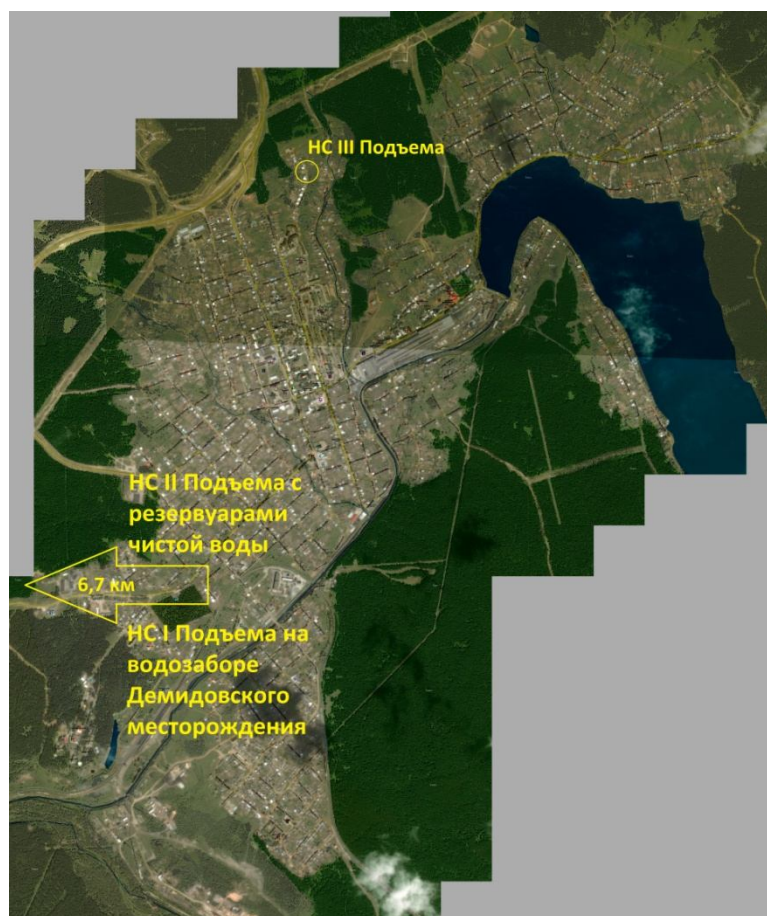 НС III Подъема
НС II Подъема с
резервуарами
чистой воды
6,7 км
НС I Подъема на
водозаборе
Демидовского
месторождения